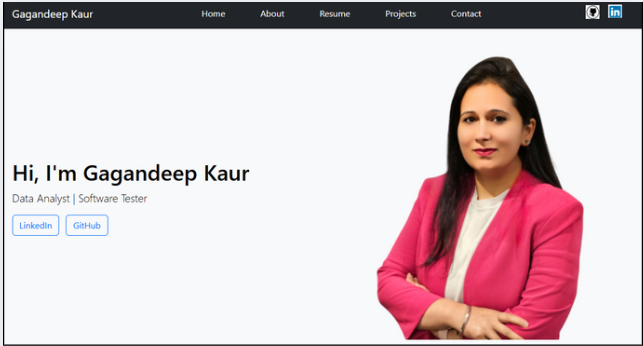 Gagandeep Kaur Home About Resume Projects Contact in
Hi, I'm Gagandeep Kaur
Data Analyst | Software Tester
LinkedIn GitHub